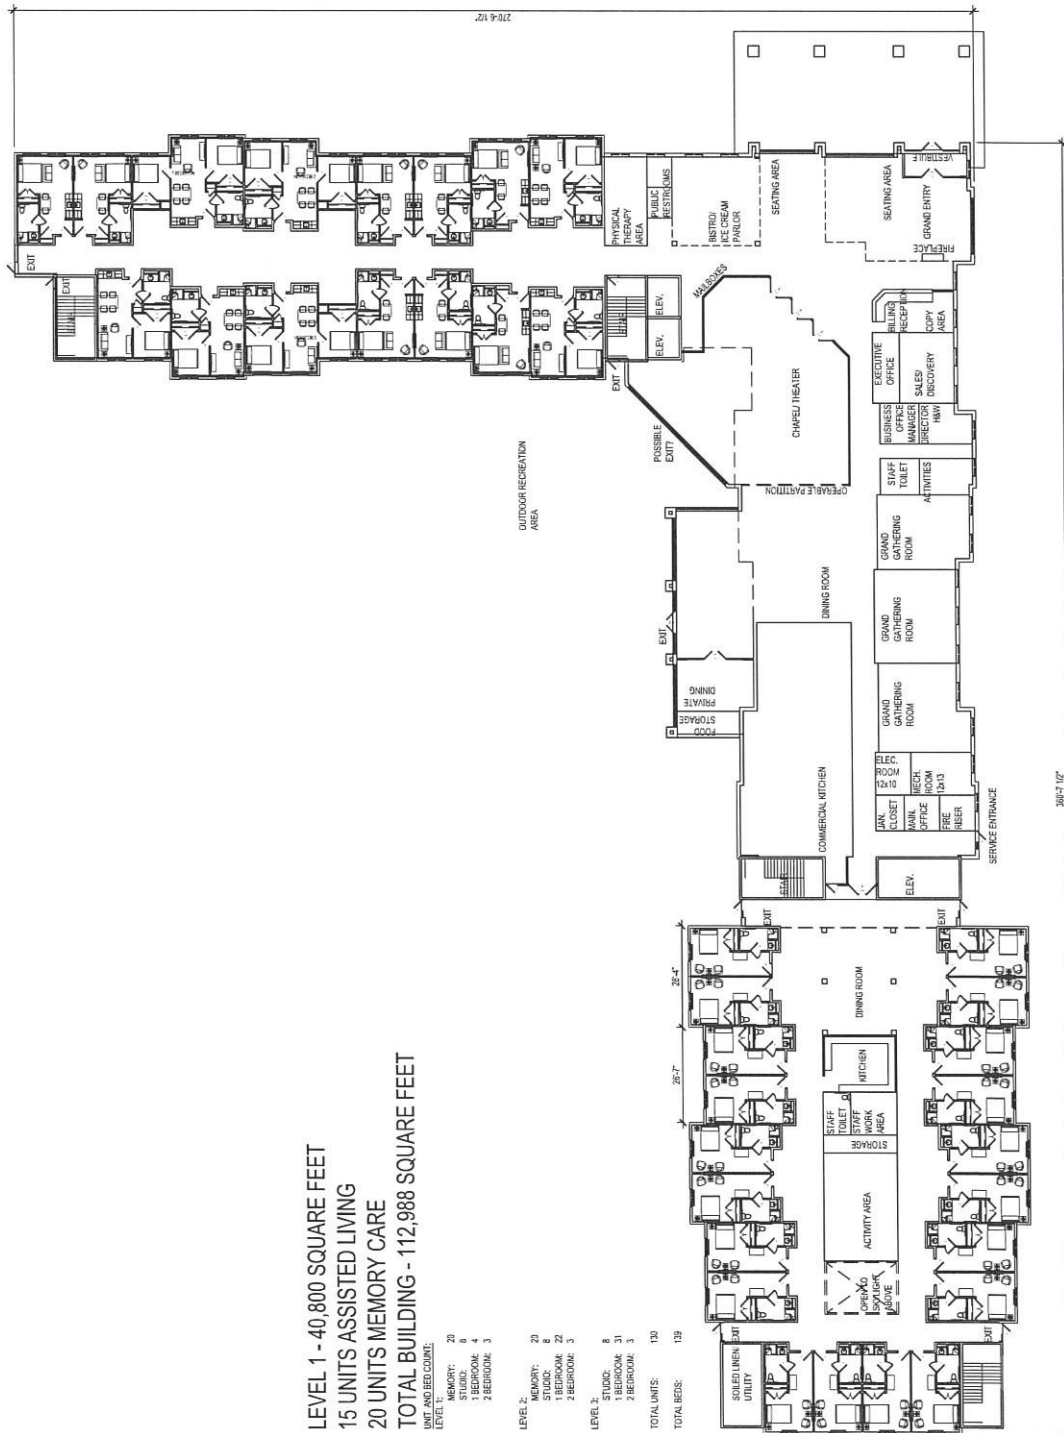 270'-6 1/2"
EXIT
EXIT
PHYSICAL
THERAPY
AREA
PUBLIC
RESTROOMS
BISTRO/
ICE CREAM
PARLOR
SEATING AREA
SEATING AREA
GRAND ENTRY
VESTIBULE
FIREPLACE
ELEV.
ELEV.
MAILBOXES
EXIT
POSSIBLE
EXIT?
CHAPEL/ THEATER
OPERABLE PARTITION
BILLING
RECEPTION
COPY
AREA
EXECUTIVE
OFFICE
SALES/
DISCOVERY
BUSINESS
OFFICE
MANAGER
DIRECTOR
H&W
STAFF
TOILET
ACTIVITIES
OUTDOOR RECREATION
AREA
GRAND
GATHERING
ROOM
GRAND
GATHERING
ROOM
GRAND
GATHERING
ROOM
DINING ROOM
EXIT
PRIVATE
DINING
FOOD
STORAGE
COMMERCIAL KITCHEN
ELEC.
ROOM
12x10
MECH.
ROOM
12x13
JAN.
CLOSET
MAIN.
OFFICE
FIRE
RISER
SERVICE ENTRANCE
360'-7 1/2"
STAIR
ELEV.
EXIT
EXIT
26'-4"
26'-7"
DINING ROOM
KITCHEN
STAFF
TOILET
STAFF
WORK
AREA
STORAGE
ACTIVITY AREA
OPEN TO
SKYLIGHT
ABOVE
EXIT
EXIT
SOILED LINEN/
UTILITY
LEVEL 1 - 40,800 SQUARE FEET
15 UNITS ASSISTED LIVING
20 UNITS MEMORY CARE
TOTAL BUILDING - 112,988 SQUARE FEET
UNIT AND BED COUNT:
LEVEL 1:
MEMORY: 20
STUDIO: 8
1 BEDROOM: 4
2 BEDROOM: 3
LEVEL 2:
MEMORY: 20
STUDIO: 8
1 BEDROOM: 22
2 BEDROOM: 3
LEVEL 3:
STUDIO: 8
1 BEDROOM: 31
2 BEDROOM: 3
TOTAL UNITS: 130
TOTAL BEDS: 139